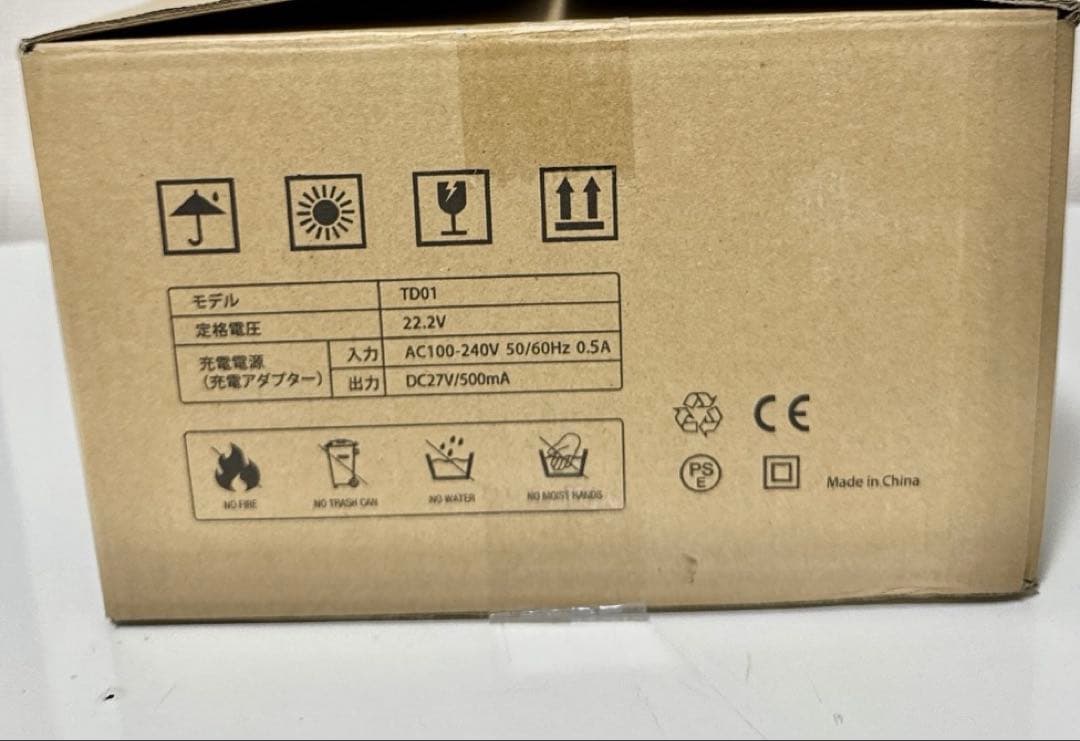 モデル TD01
定格電圧 22.2V
充電電源 入力 AC100-240V 50/60Hz 0.5A
(充電アダプター) 出力 DC27V/500mA
NO FIRE NO TRASH CAN NO WATER NO MOIST HANDS
CE
PS
E
Made in China